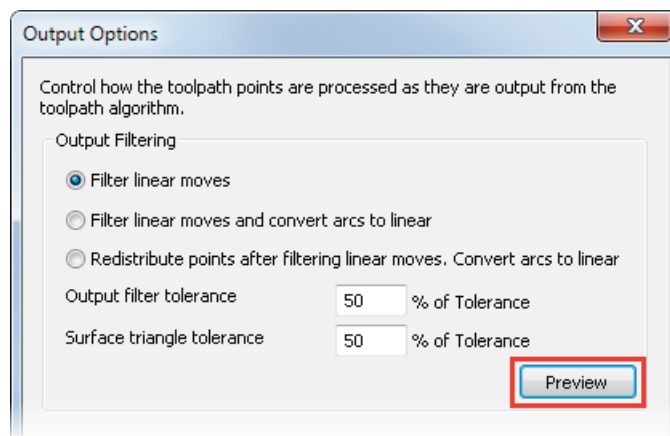 Output Options
Control how the toolpath points are processed as they are output from the
toolpath algorithm.
Output Filtering
Filter linear moves
Filter linear moves and convert arcs to linear
Redistribute points after filtering linear moves. Convert arcs to linear
Output filter tolerance 50 % of Tolerance
Surface triangle tolerance 50 % of Tolerance
Preview